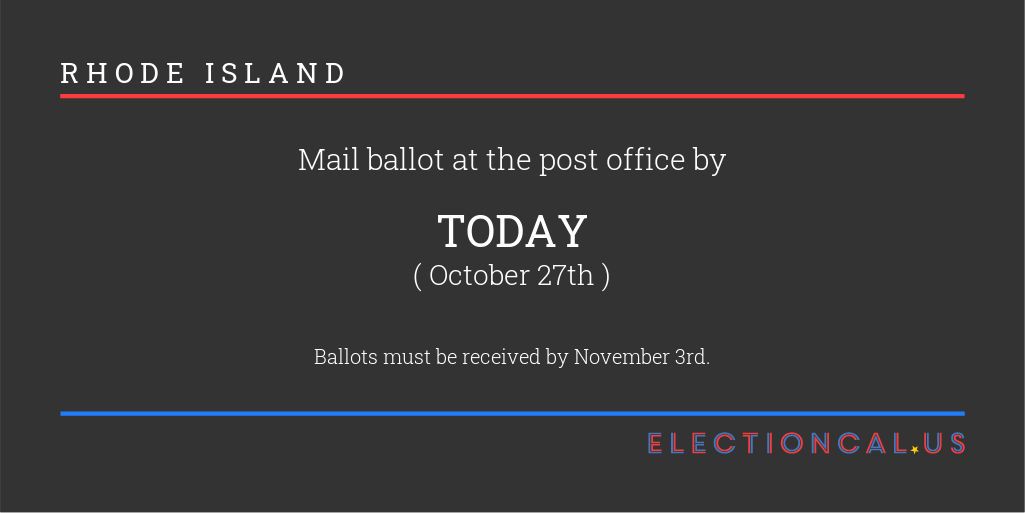 RHODE ISLAND
Mail ballot at the post office by
TODAY
( October 27th )
Ballots must be received by November 3rd.
ELECTIONCAL.US